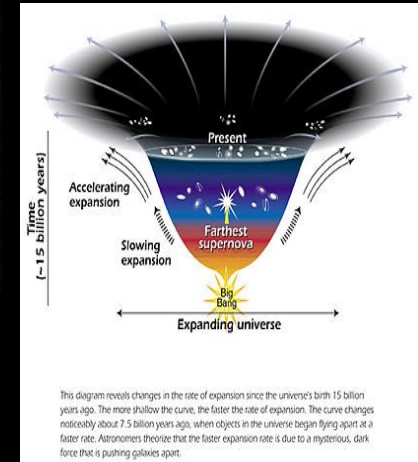 Present
Time
(~15 billion years)
Accelerating
expansion
Farthest
supernova
Slowing
expansion
Big
Bang
Expanding universe
This diagram reveals changes in the rate of expansion since the universe's birth 15 billion
years ago. The more shallow the curve, the faster the rate of expansion. The curve changes
noticeably about 7.5 billion years ago, when objects in the universe began flying apart at a
faster rate. Astronomers theorize that the faster expansion rate is due to a mysterious, dark
force that is pushing galaxies apart.